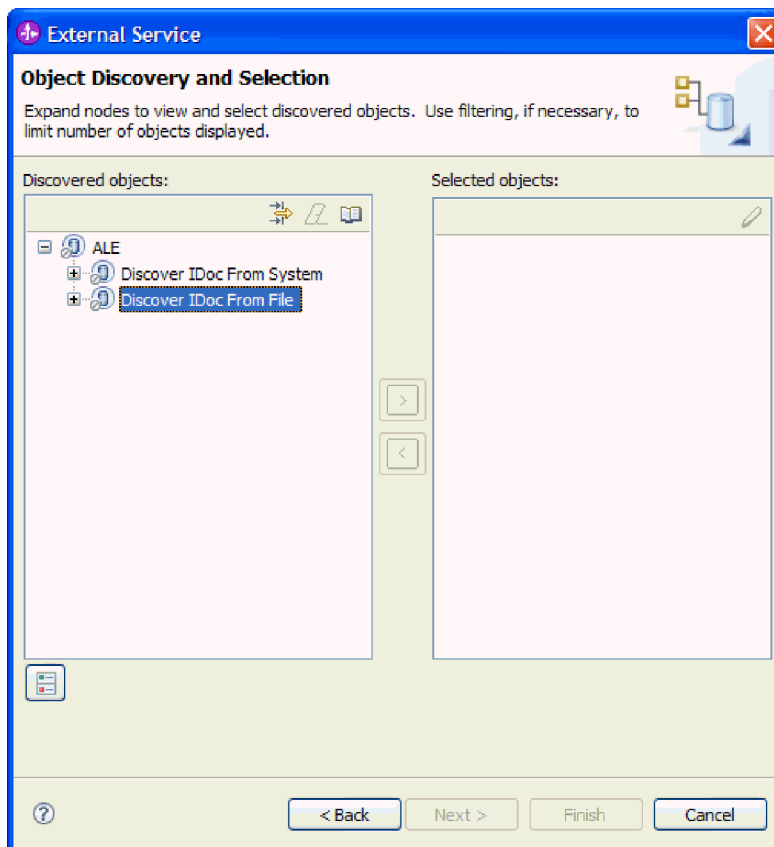 External Service
Object Discovery and Selection
Expand nodes to view and select discovered objects. Use filtering, if necessary, to
limit number of objects displayed.
Discovered objects:
Selected objects:
ALE
Discover IDoc From System
Discover IDoc From File
>
<
?
< Back
Next >
Finish
Cancel